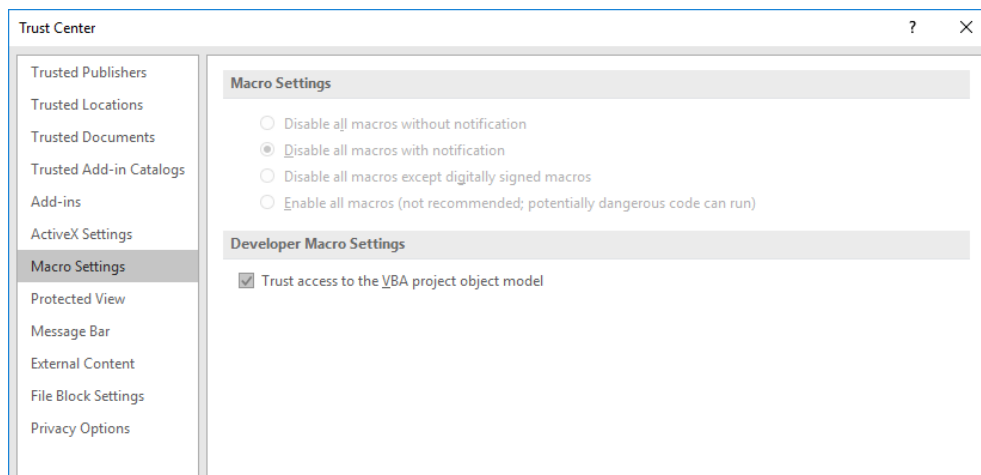 Trust Center
?
Trusted Publishers
Trusted Locations
Trusted Documents
Trusted Add-in Catalogs
Add-ins
ActiveX Settings
Macro Settings
Protected View
Message Bar
External Content
File Block Settings
Privacy Options
Macro Settings
Disable all macros without notification
Disable all macros with notification
Disable all macros except digitally signed macros
Enable all macros (not recommended; potentially dangerous code can run)
Developer Macro Settings
Trust access to the VBA project object model